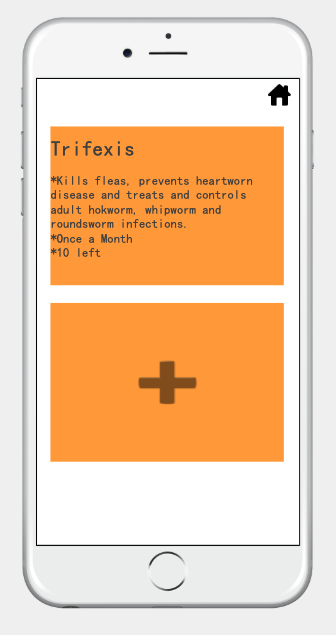 Trifexis
*Kills fleas, prevents heartworn
disease and treats and controls
adult hokworm, whipworm and
roundsworm infections.
*Once a Month
*10 left